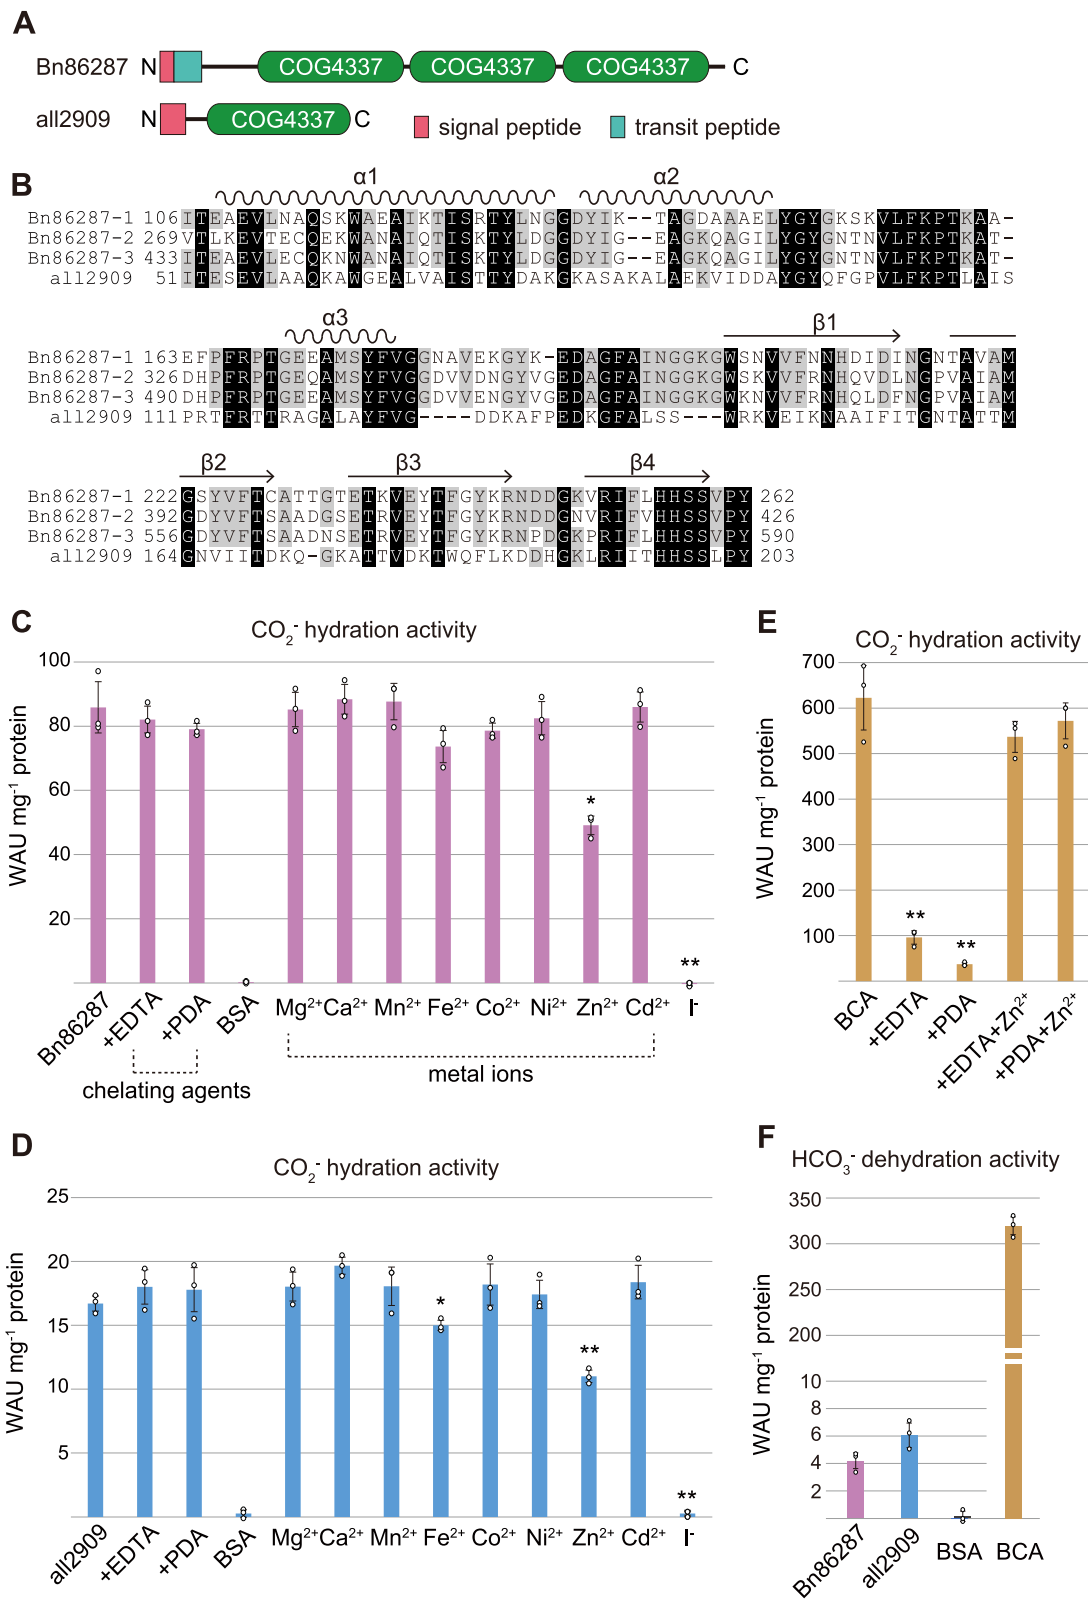 A
Bn86287 N COG4337 COG4337 COG4337 C
all2909 N COG4337 C
signal peptide transit peptide
B
α1 α2
Bn86287-1 106 ITEAEVLNAQSKWAEAIKTISRTYLNGGDYIK--TAGDAAAELYGYGKSKVLFKPTKAA-
Bn86287-2 269 VTLKEVTECQEKWANAIQTISKTYLDGGDYIG--EAGKQAGILYGYGNTNVLFKPTKAT-
Bn86287-3 433 ITEAEVLECQKNWANAIQTISKTYLDGGDYIG--EAGKQAGILYGYGNTNVLFKPTKAT-
all2909 51 ITESEVLAAQKAWGEALVAISTTYDAKGKASAKALAEKVIDDAYGYQFGPVLFKPTLAIS
α3 β1
Bn86287-1 163 EFPFRPTGEEAMSYFVGGNAVEKGYK-EDAGFAINGGKGWSNVVFNNHDIDINGNTAVAM
Bn86287-2 326 DHPFRPTGEQAMSYFVGGDVVDNGYVGEDAGFAINGGKGWSKVVFRNHQVDLNGPVAIAM
Bn86287-3 490 DHPFRPTGEEAMSYFVGGDVVENGYVGEDAGFAINGGKGWKNVVFRNHQLDFNGPVAIAM
all2909 111 PRTFRTTRAGALAYFVG----DDKAFPEDKGFALSS---WRKVEIKNAAIFITGNTATTM
β2 β3 β4
Bn86287-1 222 GSYVFTCATTGTETKVEYTFGYKRNDDGKVRIFLHHSSVPY 262
Bn86287-2 392 GDYVFTSAADGSETRVEYTFGYKRNDDGNVRIFVHHSSVPY 426
Bn86287-3 556 GDYVFTSAADNSETRVEYTFGYKRNPDGKPRIFLHHSSVPY 590
all2909 164 GNVIITDKQ-GKATTVDKTWQFLKDDHGKLRIITHHSSLPY 203
C
CO₂⁻ hydration activity
WAU mg⁻¹ protein
100
80
60
40
20
* **
Bn86287 +EDTA +PDA BSA Mg²⁺ Ca²⁺ Mn²⁺ Fe²⁺ Co²⁺ Ni²⁺ Zn²⁺ Cd²⁺ I⁻
chelating agents metal ions
D
CO₂⁻ hydration activity
WAU mg⁻¹ protein
25
20
15
10
5
* ** **
all2909 +EDTA +PDA BSA Mg²⁺ Ca²⁺ Mn²⁺ Fe²⁺ Co²⁺ Ni²⁺ Zn²⁺ Cd²⁺ I⁻
E
CO₂⁻ hydration activity
WAU mg⁻¹ protein
700
600
500
400
300
200
100
** **
BCA +EDTA +PDA +EDTA+Zn²⁺ +PDA+Zn²⁺
F
HCO₃⁻ dehydration activity
WAU mg⁻¹ protein
350
300
250
200
10
8
6
4
2
Bn86287 all2909 BSA BCA